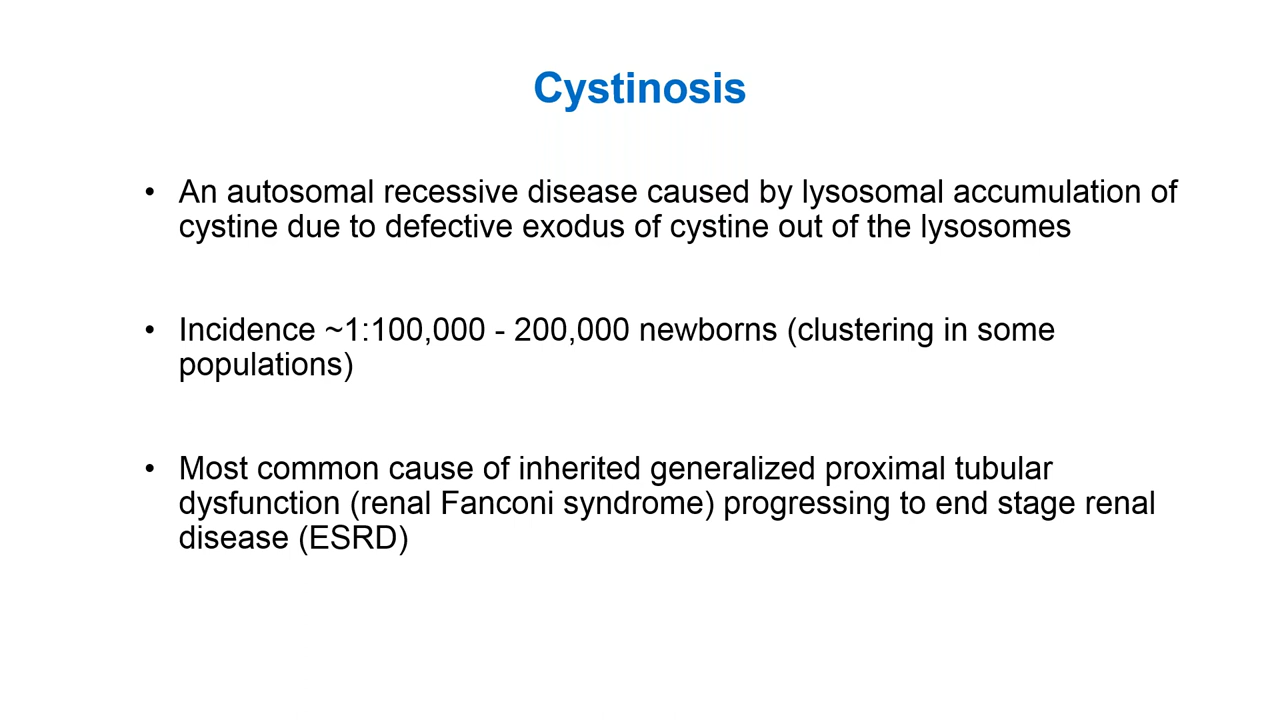 Cystinosis
• An autosomal recessive disease caused by lysosomal accumulation of
cystine due to defective exodus of cystine out of the lysosomes
• Incidence ~1:100,000 - 200,000 newborns (clustering in some
populations)
• Most common cause of inherited generalized proximal tubular
dysfunction (renal Fanconi syndrome) progressing to end stage renal
disease (ESRD)